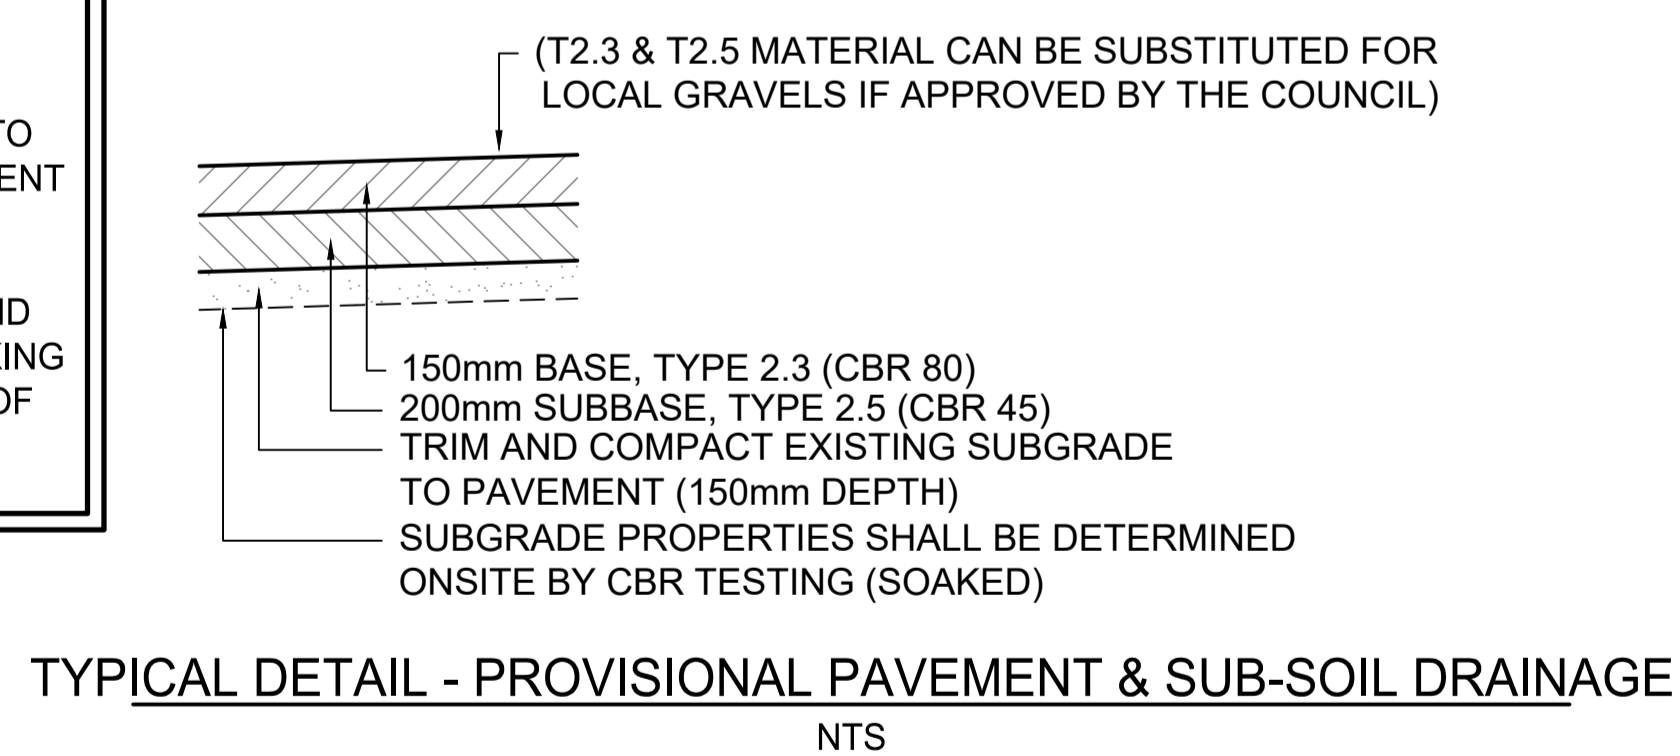 TO
ENT
(T2.3 & T2.5 MATERIAL CAN BE SUBSTITUTED FOR
LOCAL GRAVELS IF APPROVED BY THE COUNCIL)
ND
KING
OF
150mm BASE, TYPE 2.3 (CBR 80)
200mm SUBBASE, TYPE 2.5 (CBR 45)
TRIM AND COMPACT EXISTING SUBGRADE
TO PAVEMENT (150mm DEPTH)
SUBGRADE PROPERTIES SHALL BE DETERMINED
ONSITE BY CBR TESTING (SOAKED)
TYPICAL DETAIL - PROVISIONAL PAVEMENT & SUB-SOIL DRAINAGE
NTS